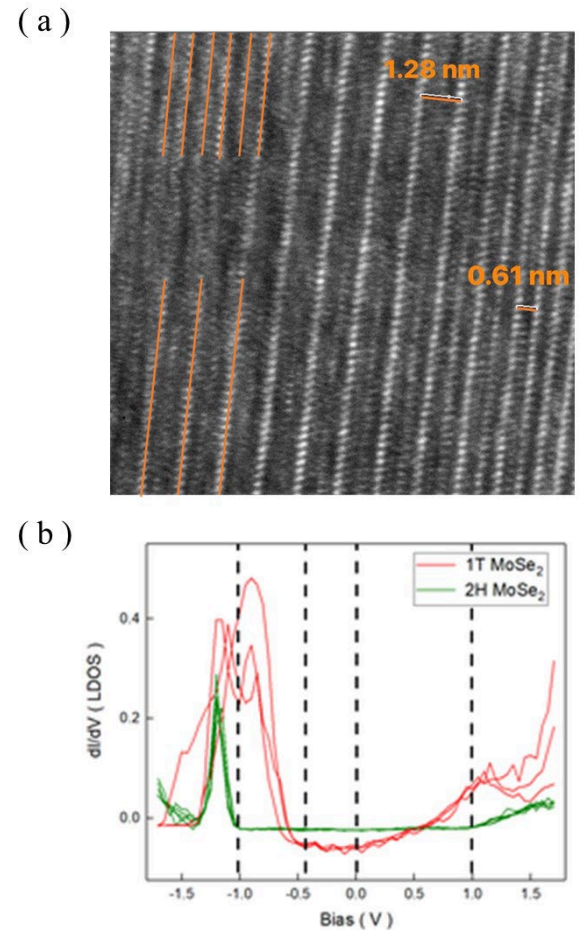 ( a )
1.28 nm
0.61 nm
( b )
1T MoSe₂
2H MoSe₂
0.4
0.2
0.0
dI/dV ( LDOS )
-1.5 -1.0 -0.5 0.0 0.5 1.0 1.5
Bias ( V )